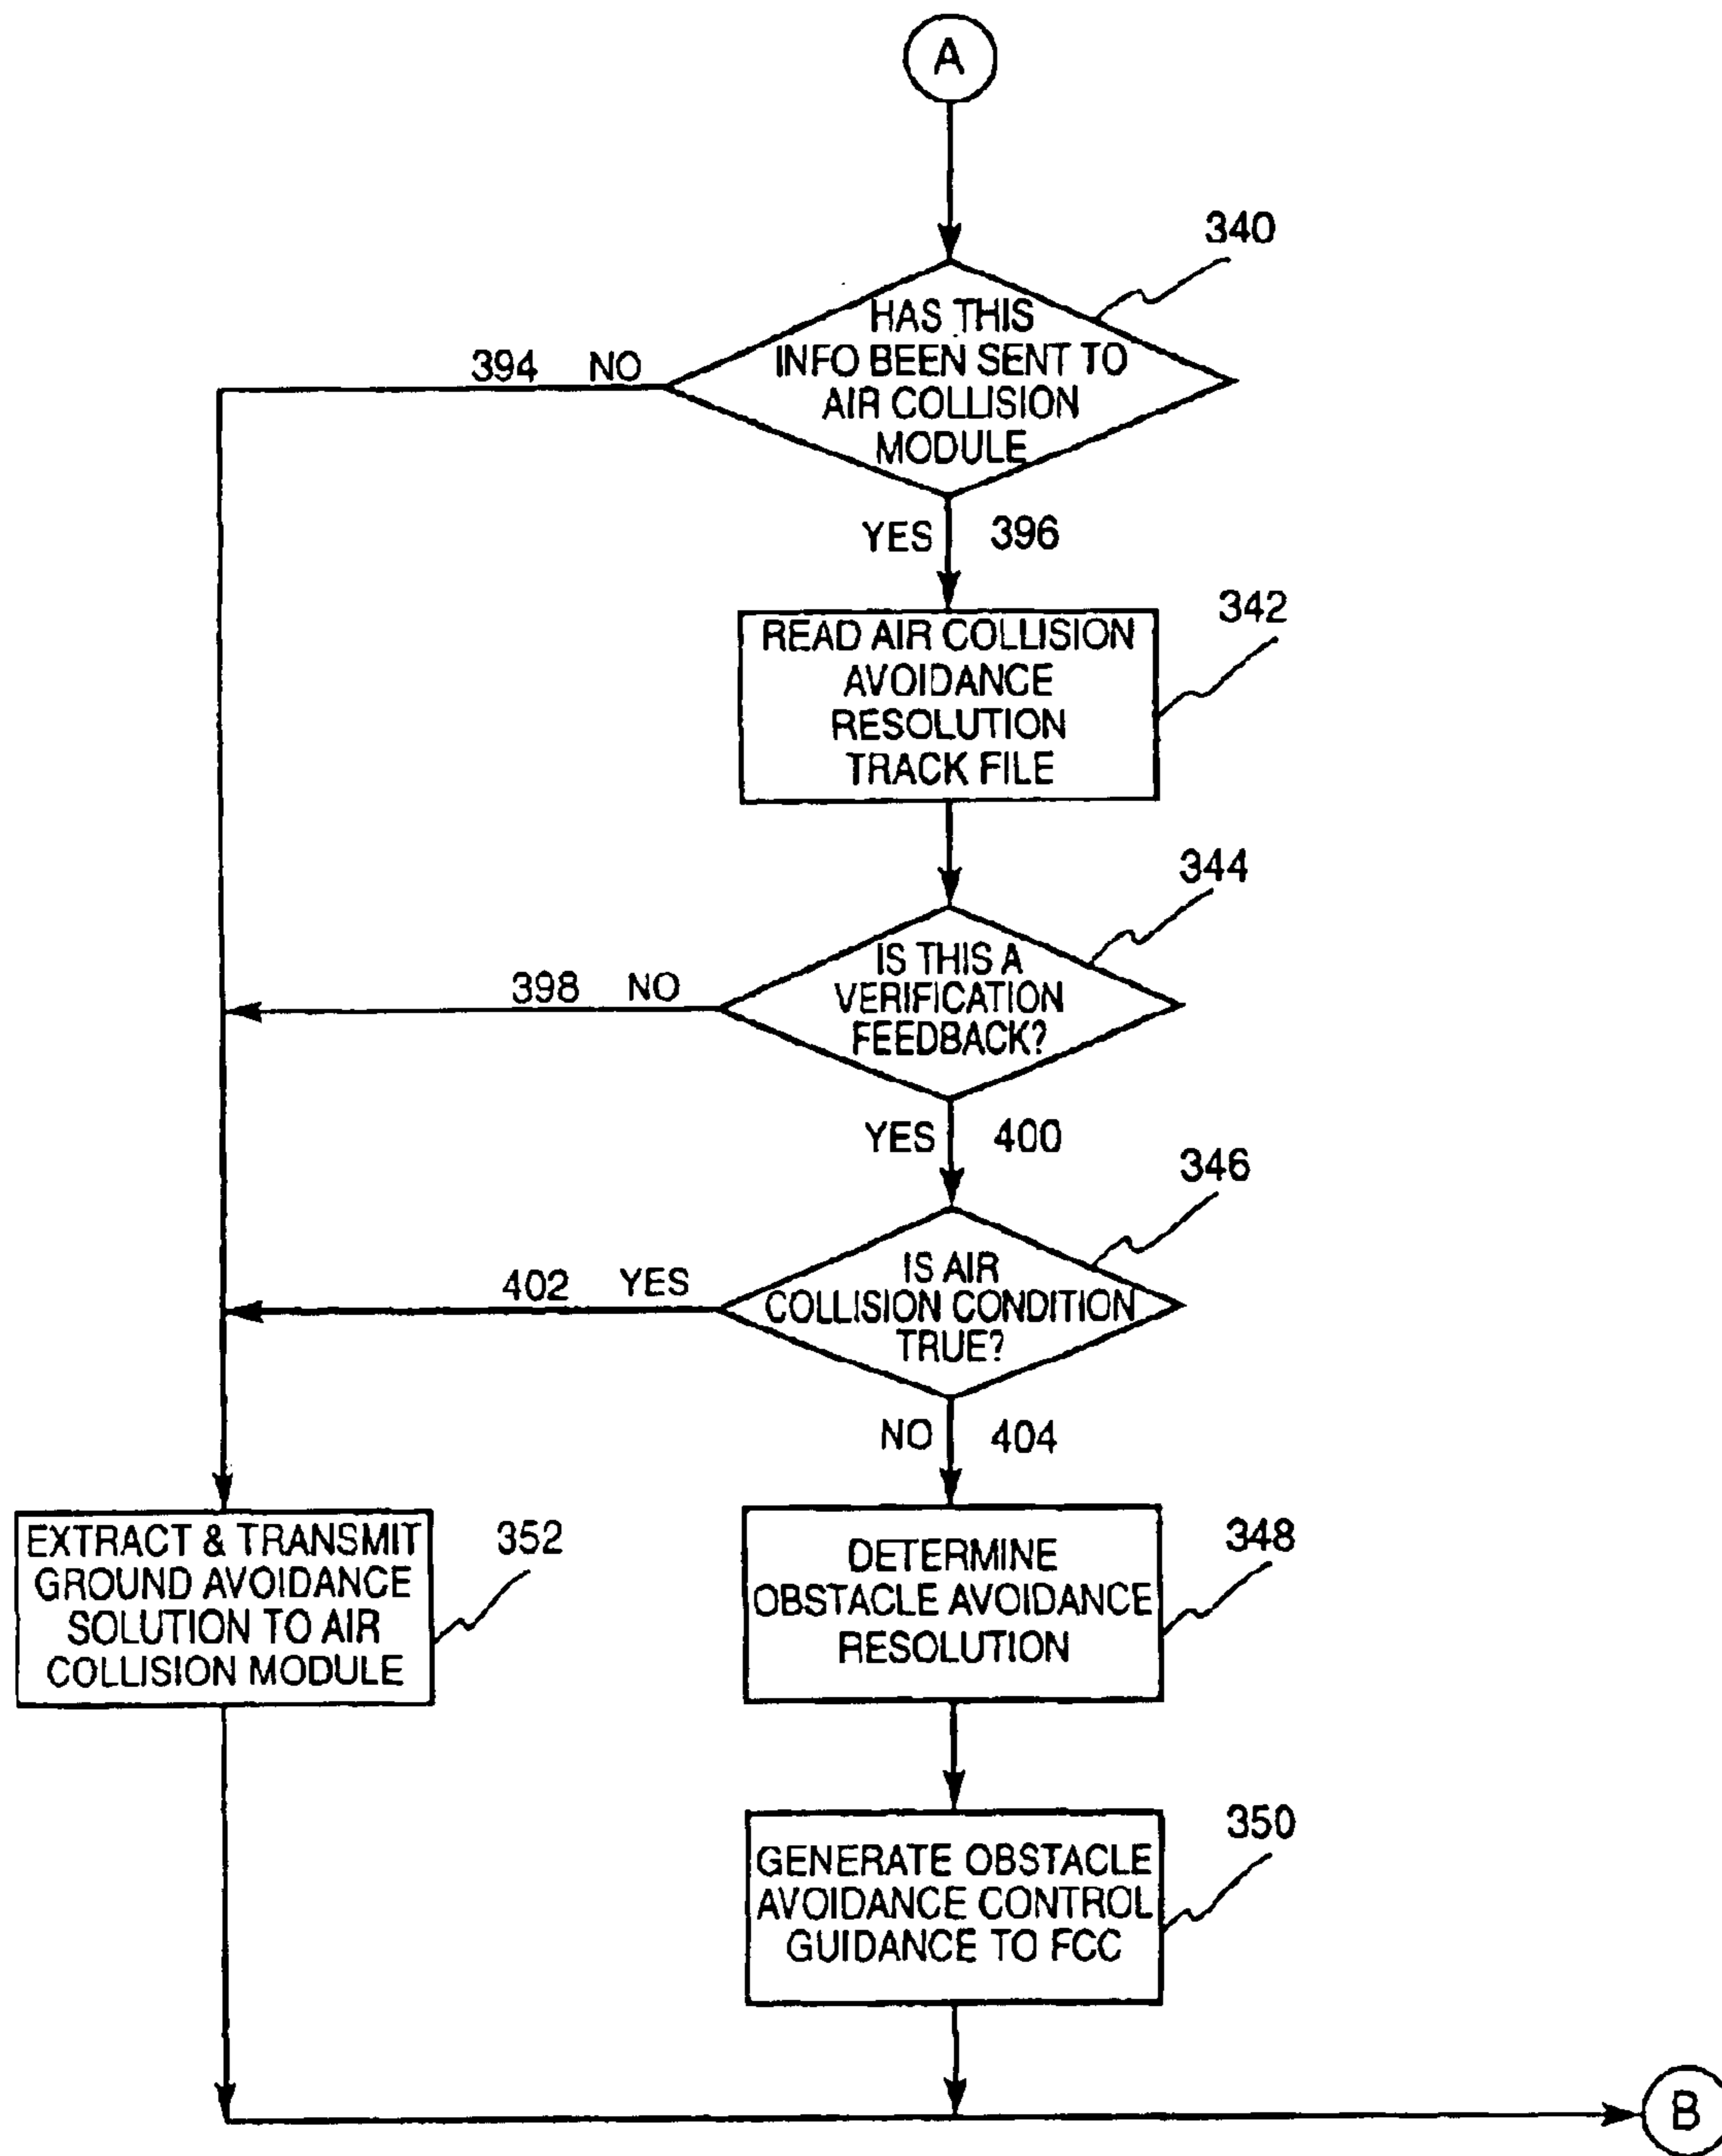 A
340
HAS THIS
INFO BEEN SENT TO
AIR COLLISION
MODULE
394 NO
YES 396
342
READ AIR COLLISION
AVOIDANCE
RESOLUTION
TRACK FILE
344
IS THIS A
VERIFICATION
FEEDBACK?
398 NO
YES 400
346
IS AIR
COLLISION CONDITION
TRUE?
402 YES
NO 404
EXTRACT & TRANSMIT
GROUND AVOIDANCE
SOLUTION TO AIR
COLLISION MODULE
352
DETERMINE
OBSTACLE AVOIDANCE
RESOLUTION
348
GENERATE OBSTACLE
AVOIDANCE CONTROL
GUIDANCE TO FCC
350
B